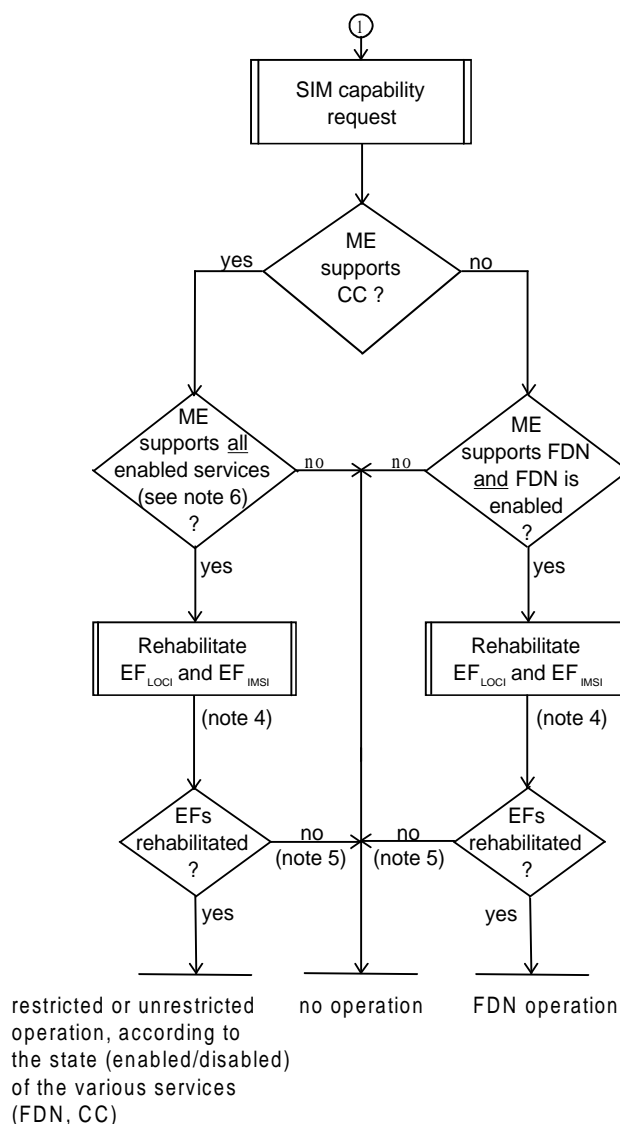 1
SIM capability
request
ME
supports
CC ?
yes
no
ME
supports all
enabled services
(see note 6)
?
no
no
ME
supports FDN
and FDN is
enabled
?
yes
yes
Rehabilitate
EFLOCI and EFIMSI
Rehabilitate
EFLOCI and EFIMSI
(note 4)
(note 4)
EFs
rehabilitated
?
no
(note 5)
no
(note 5)
EFs
rehabilitated
?
yes
yes
restricted or unrestricted
operation, according to
the state (enabled/disabled)
of the various services
(FDN, CC)
no operation
FDN operation